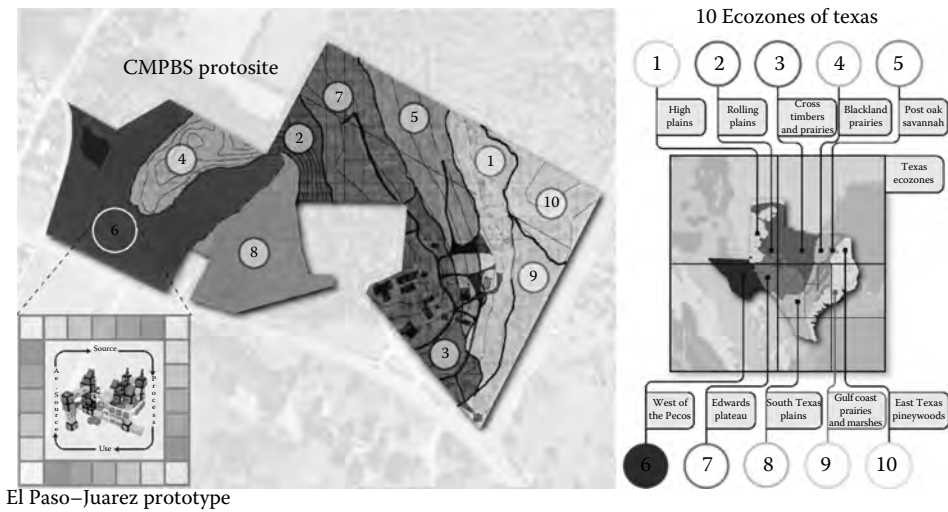 CMPBS protosite
7
5
2
4
1
10
6
8
9
3
Source
Process
Use
Re-Source
El Paso–Juarez prototype
10 Ecozones of texas
1
2
3
4
5
High
plains
Rolling
plains
Cross
timbers
and prairies
Blackland
prairies
Post oak
savannah
Texas
ecozones
West of
the Pecos
Edwards
plateau
South Texas
plains
Gulf coast
prairies
and marshes
East Texas
pineywoods
6
7
8
9
10